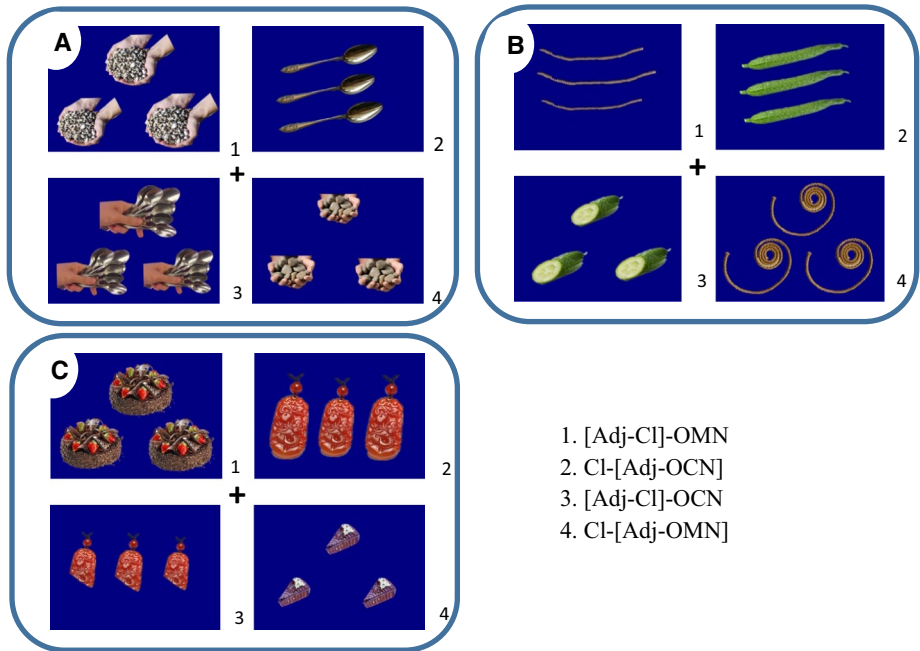 A
1
+
2
3
4
B
1
+
2
3
4
C
1
+
2
3
4
1. [Adj-Cl]-OMN
2. Cl-[Adj-OCN]
3. [Adj-Cl]-OCN
4. Cl-[Adj-OMN]